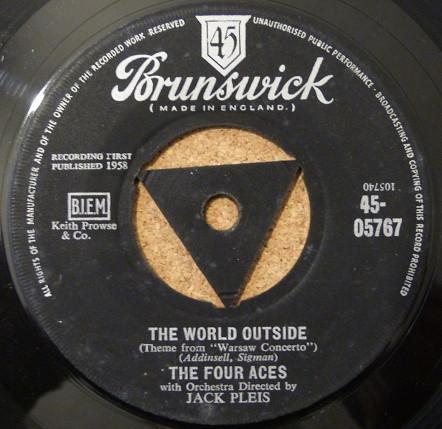 ALL RIGHTS OF THE MANUFACTURER AND OF THE OWNER OF THE RECORDED WORK RESERVED
UNAUTHORISED PUBLIC PERFORMANCE · BROADCASTING AND COPYING OF THIS RECORD PROHIBITED
45
Brunswick
( MADE IN ENGLAND. )
RECORDING FIRST
PUBLISHED 1958
B.I.E.M
Keith Prowse
& Co.
105740
45-
05767
THE WORLD OUTSIDE
(Theme from "Warsaw Concerto")
(Addinsell, Sigman)
THE FOUR ACES
with Orchestra Directed by
JACK PLEIS